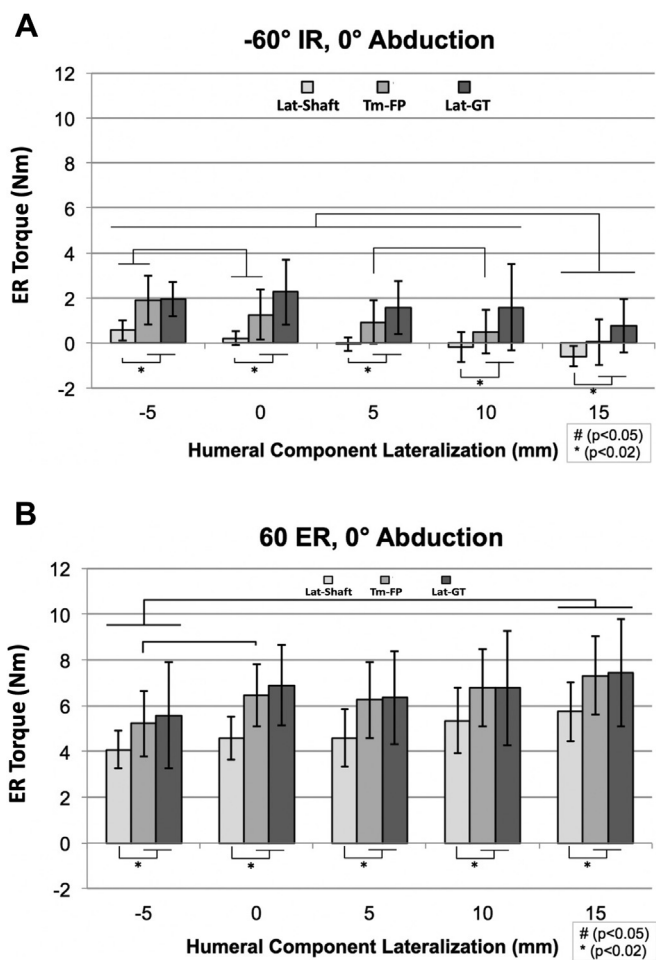 A
-60° IR, 0° Abduction
12
10
8
6
4
2
0
-2
ER Torque (Nm)
Lat-Shaft Tm-FP Lat-GT
* * * * *
-5 0 5 10 15
Humeral Component Lateralization (mm)
# (p<0.05)
* (p<0.02)
B
60 ER, 0° Abduction
12
10
8
6
4
2
0
-2
ER Torque (Nm)
Lat-Shaft Tm-FP Lat-GT
* * * * *
-5 0 5 10 15
Humeral Component Lateralization (mm)
# (p<0.05)
* (p<0.02)